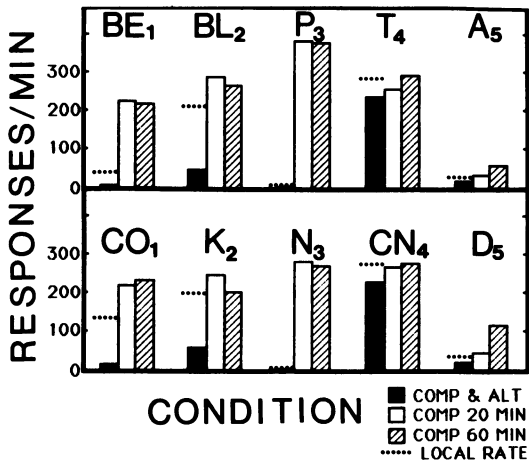 RESPONSES/MIN
BE1 BL2 P3 T4 A5
300
200
100
0
CO1 K2 N3 CN4 D5
300
200
100
0
CONDITION
COMP & ALT
COMP 20 MIN
COMP 60 MIN
LOCAL RATE